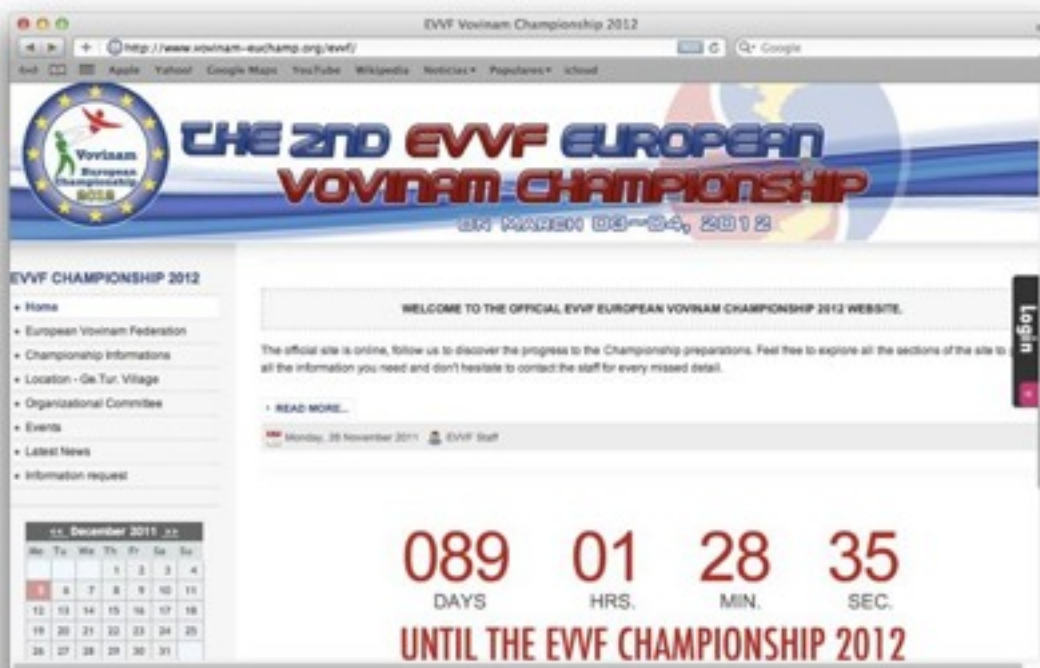 EVVF Vovinam Championship 2012
http://www.vovinam-euchamp.org/evvf/
Google
Apple Yahoo! Google Maps YouTube Wikipedia Noticias Populares icloud
Vovinam
European
Championship
2012
THE 2ND EVVF EUROPEAN
VOVINAM CHAMPIONSHIP
ON MARCH 03-04, 2012
EVVF CHAMPIONSHIP 2012
Home
European Vovinam Federation
Championship Informations
Location - Ge.Tur. Village
Organizational Committee
Events
Latest News
Information request
<< December 2011 >>
Mo Tu We Th Fr Sa Su
1 2 3 4
5 6 7 8 9 10 11
12 13 14 15 16 17 18
19 20 21 22 23 24 25
26 27 28 29 30 31
WELCOME TO THE OFFICIAL EVVF EUROPEAN VOVINAM CHAMPIONSHIP 2012 WEBSITE.
The official site is online, follow us to discover the progress to the Championship preparations. Feel free to explore all the sections of the site to
all the information you need and don't hesitate to contact the staff for every missed detail.
READ MORE...
Monday, 28 November 2011 EVVF Staff
Login
089 01 28 35
DAYS HRS. MIN. SEC.
UNTIL THE EVVF CHAMPIONSHIP 2012